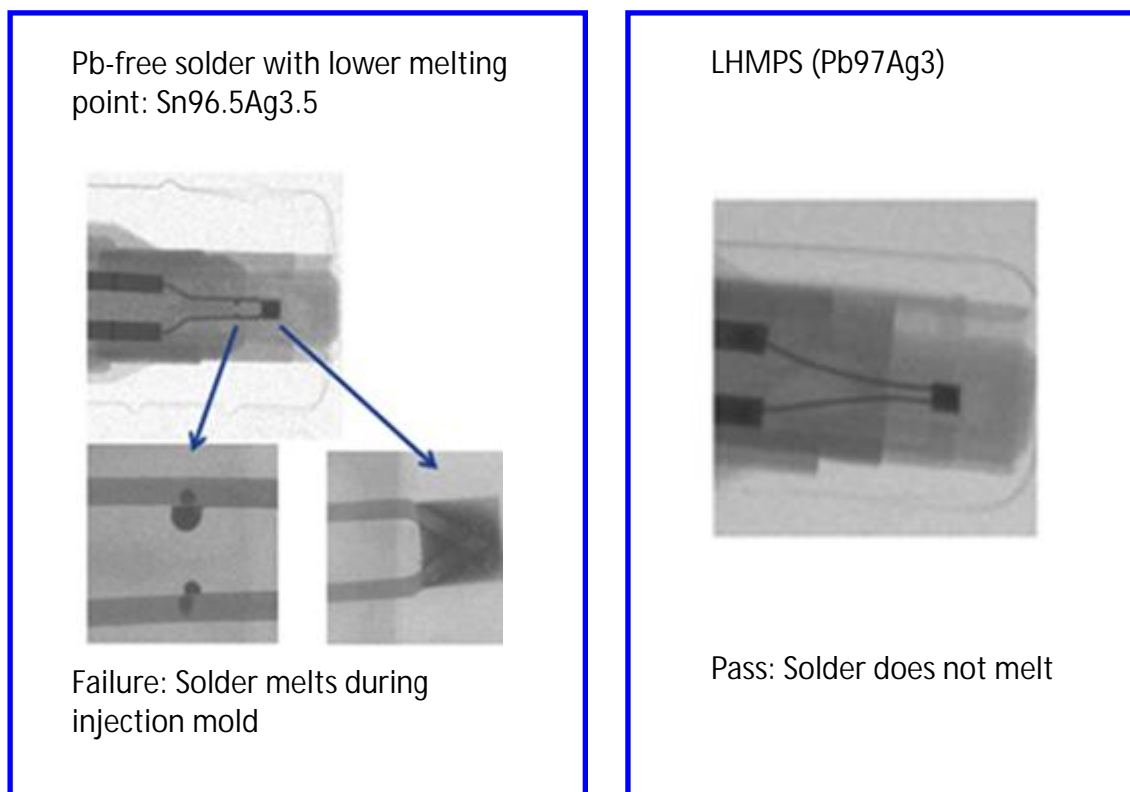 Pb-free solder with lower melting
point: Sn96.5Ag3.5
Failure: Solder melts during
injection mold
LHMPS (Pb97Ag3)
Pass: Solder does not melt